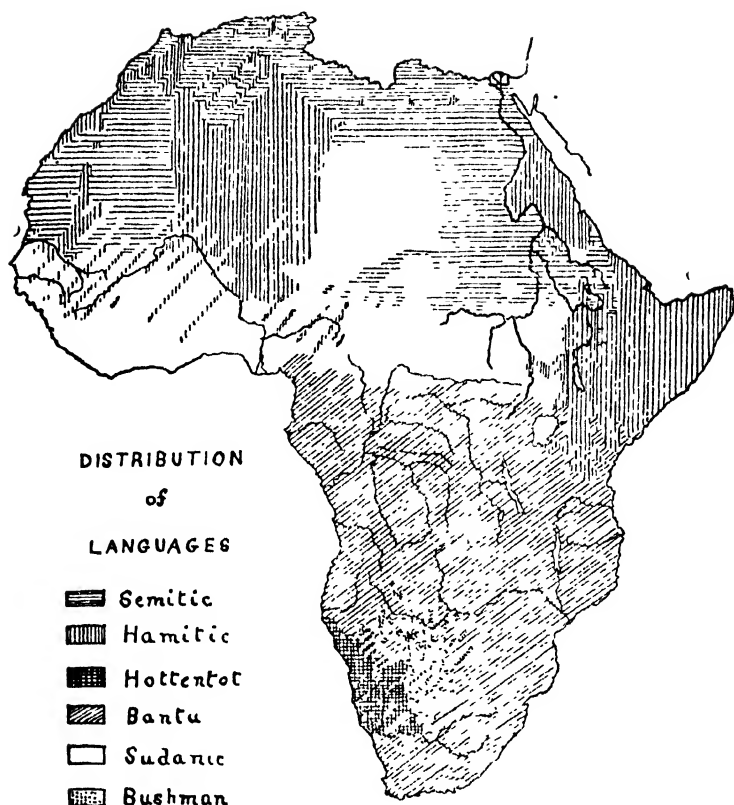 DISTRIBUTION
of
LANGUAGES
Semitic
Hamitic
Hottentot
Bantu
Sudanic
Bushman